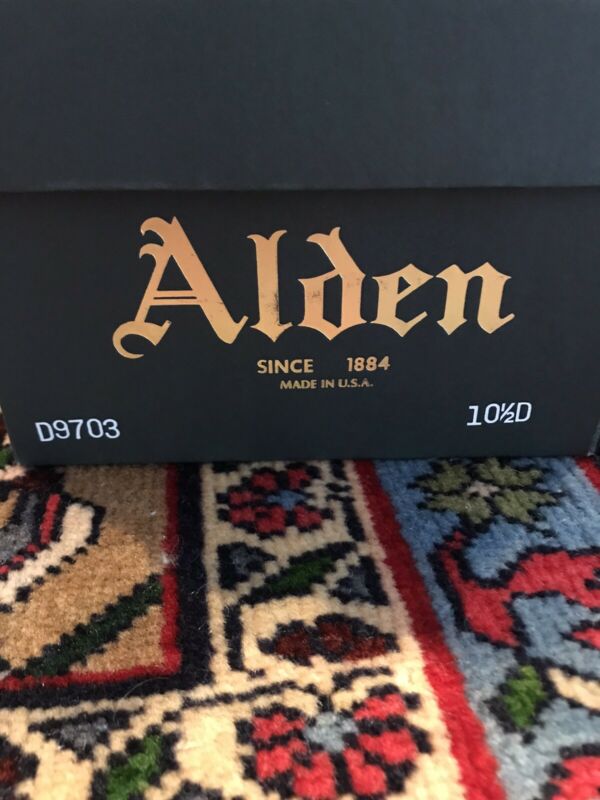 Alden
SINCE 1884
MADE IN U.S.A.
D9703
10½D